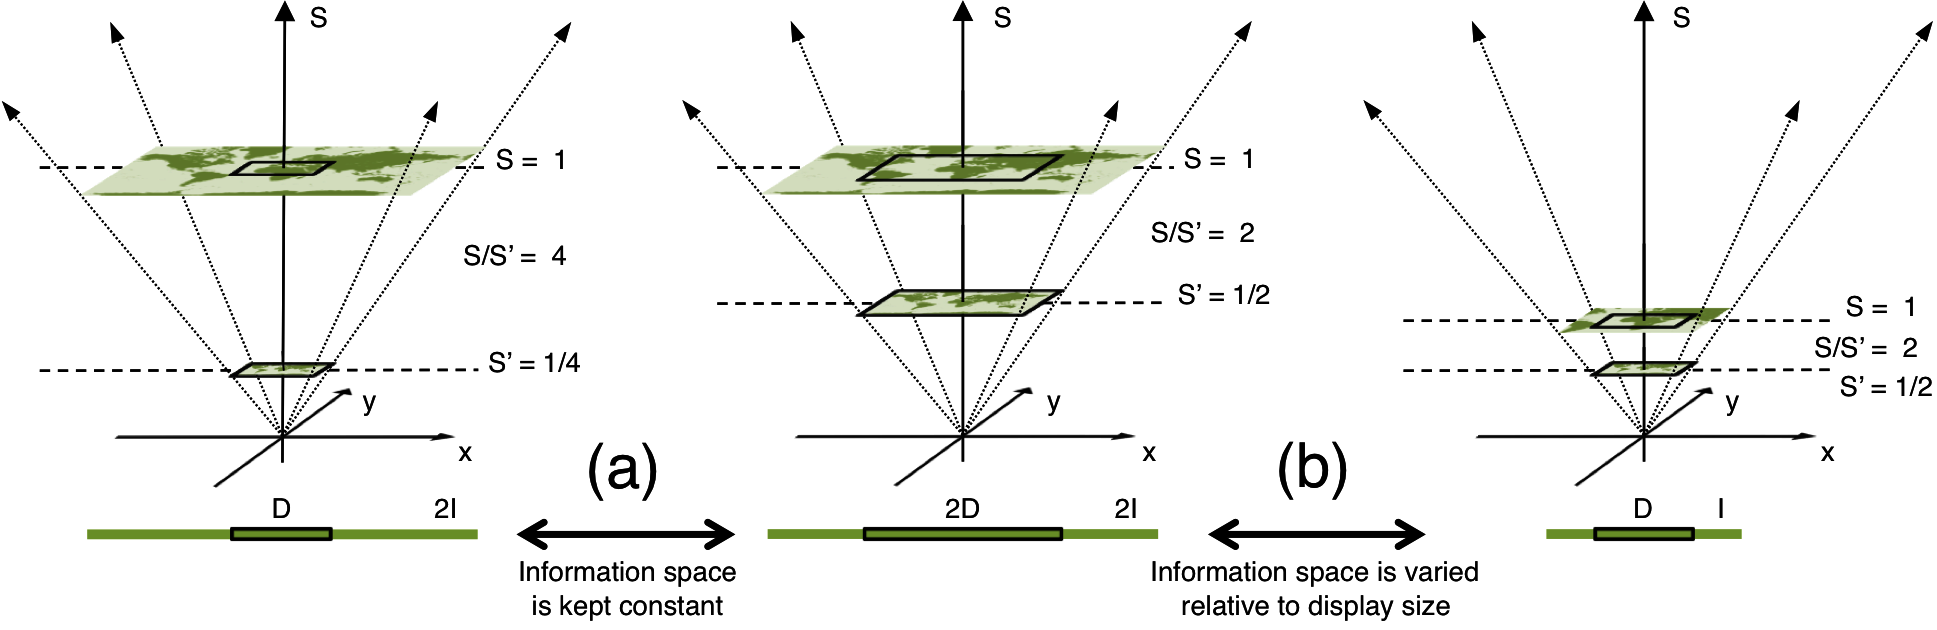 S
S = 1
S/S’ = 4
S’ = 1/4
y
x
D
2I
(a)
Information space
is kept constant
S
S = 1
S/S’ = 2
S’ = 1/2
y
x
2D
2I
(b)
Information space is varied
relative to display size
S
S = 1
S/S’ = 2
S’ = 1/2
y
x
D
I